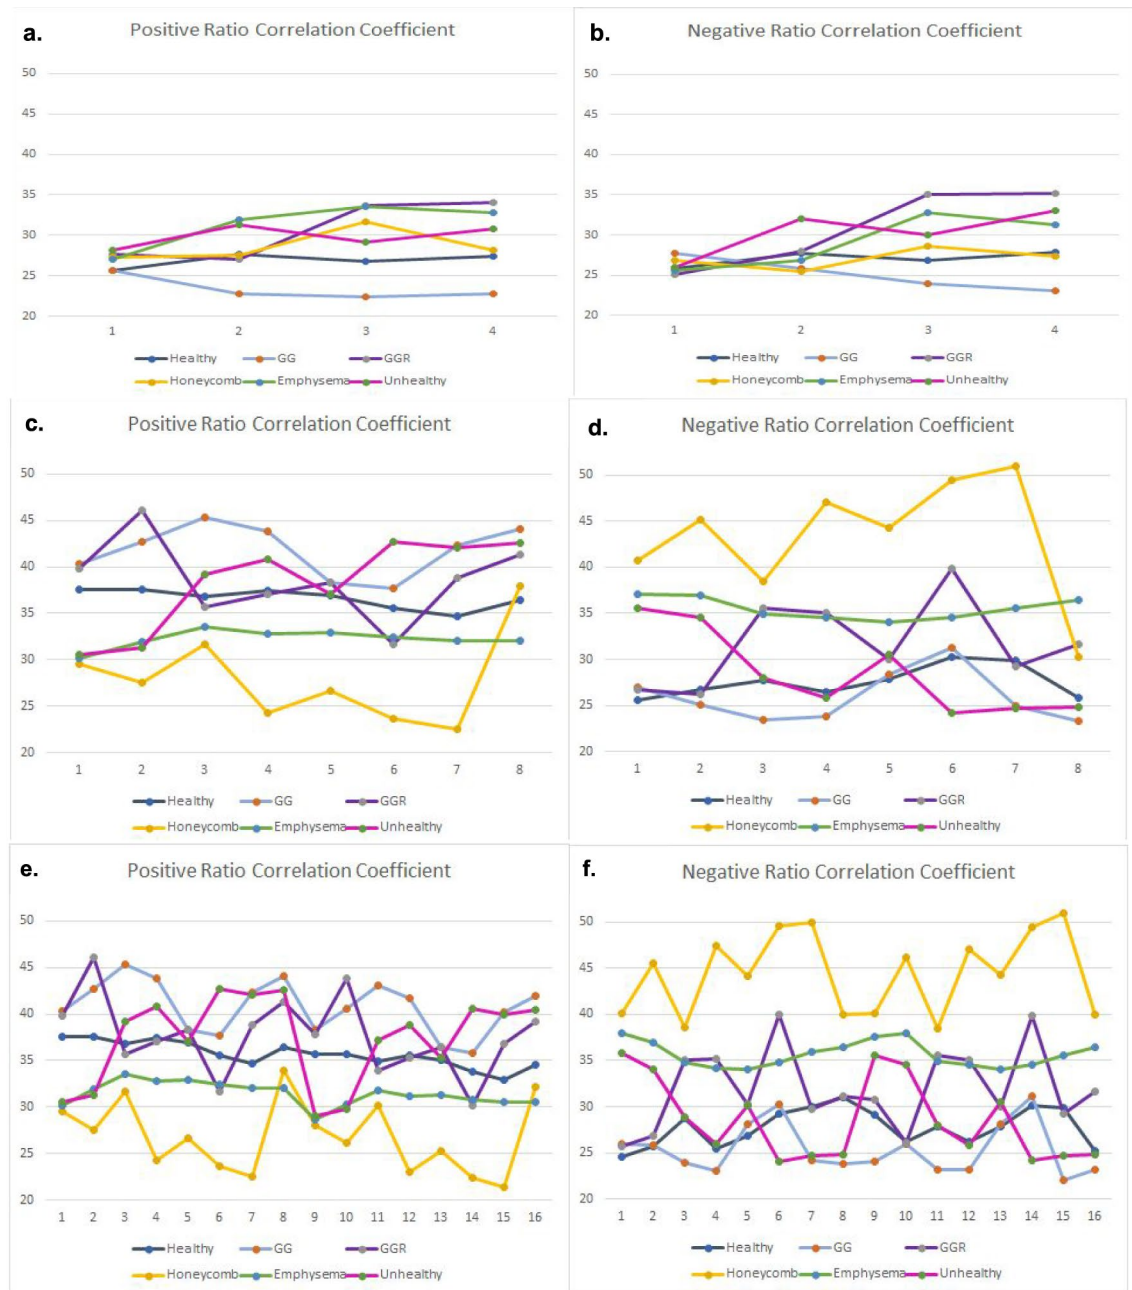 a. Positive Ratio Correlation Coefficient
50
45
40
35
30
25
20
1 2 3 4
Healthy GG GGR
Honeycomb Emphysema Unhealthy
b. Negative Ratio Correlation Coefficient
50
45
40
35
30
25
20
1 2 3 4
Healthy GG GGR
Honeycomb Emphysema Unhealthy
c. Positive Ratio Correlation Coefficient
50
45
40
35
30
25
20
1 2 3 4 5 6 7 8
Healthy GG GGR
Honeycomb Emphysema Unhealthy
d. Negative Ratio Correlation Coefficient
50
45
40
35
30
25
20
1 2 3 4 5 6 7 8
Healthy GG GGR
Honeycomb Emphysema Unhealthy
e. Positive Ratio Correlation Coefficient
50
45
40
35
30
25
20
1 2 3 4 5 6 7 8 9 10 11 12 13 14 15 16
Healthy GG GGR
Honeycomb Emphysema Unhealthy
f. Negative Ratio Correlation Coefficient
50
45
40
35
30
25
20
1 2 3 4 5 6 7 8 9 10 11 12 13 14 15 16
Healthy GG GGR
Honeycomb Emphysema Unhealthy